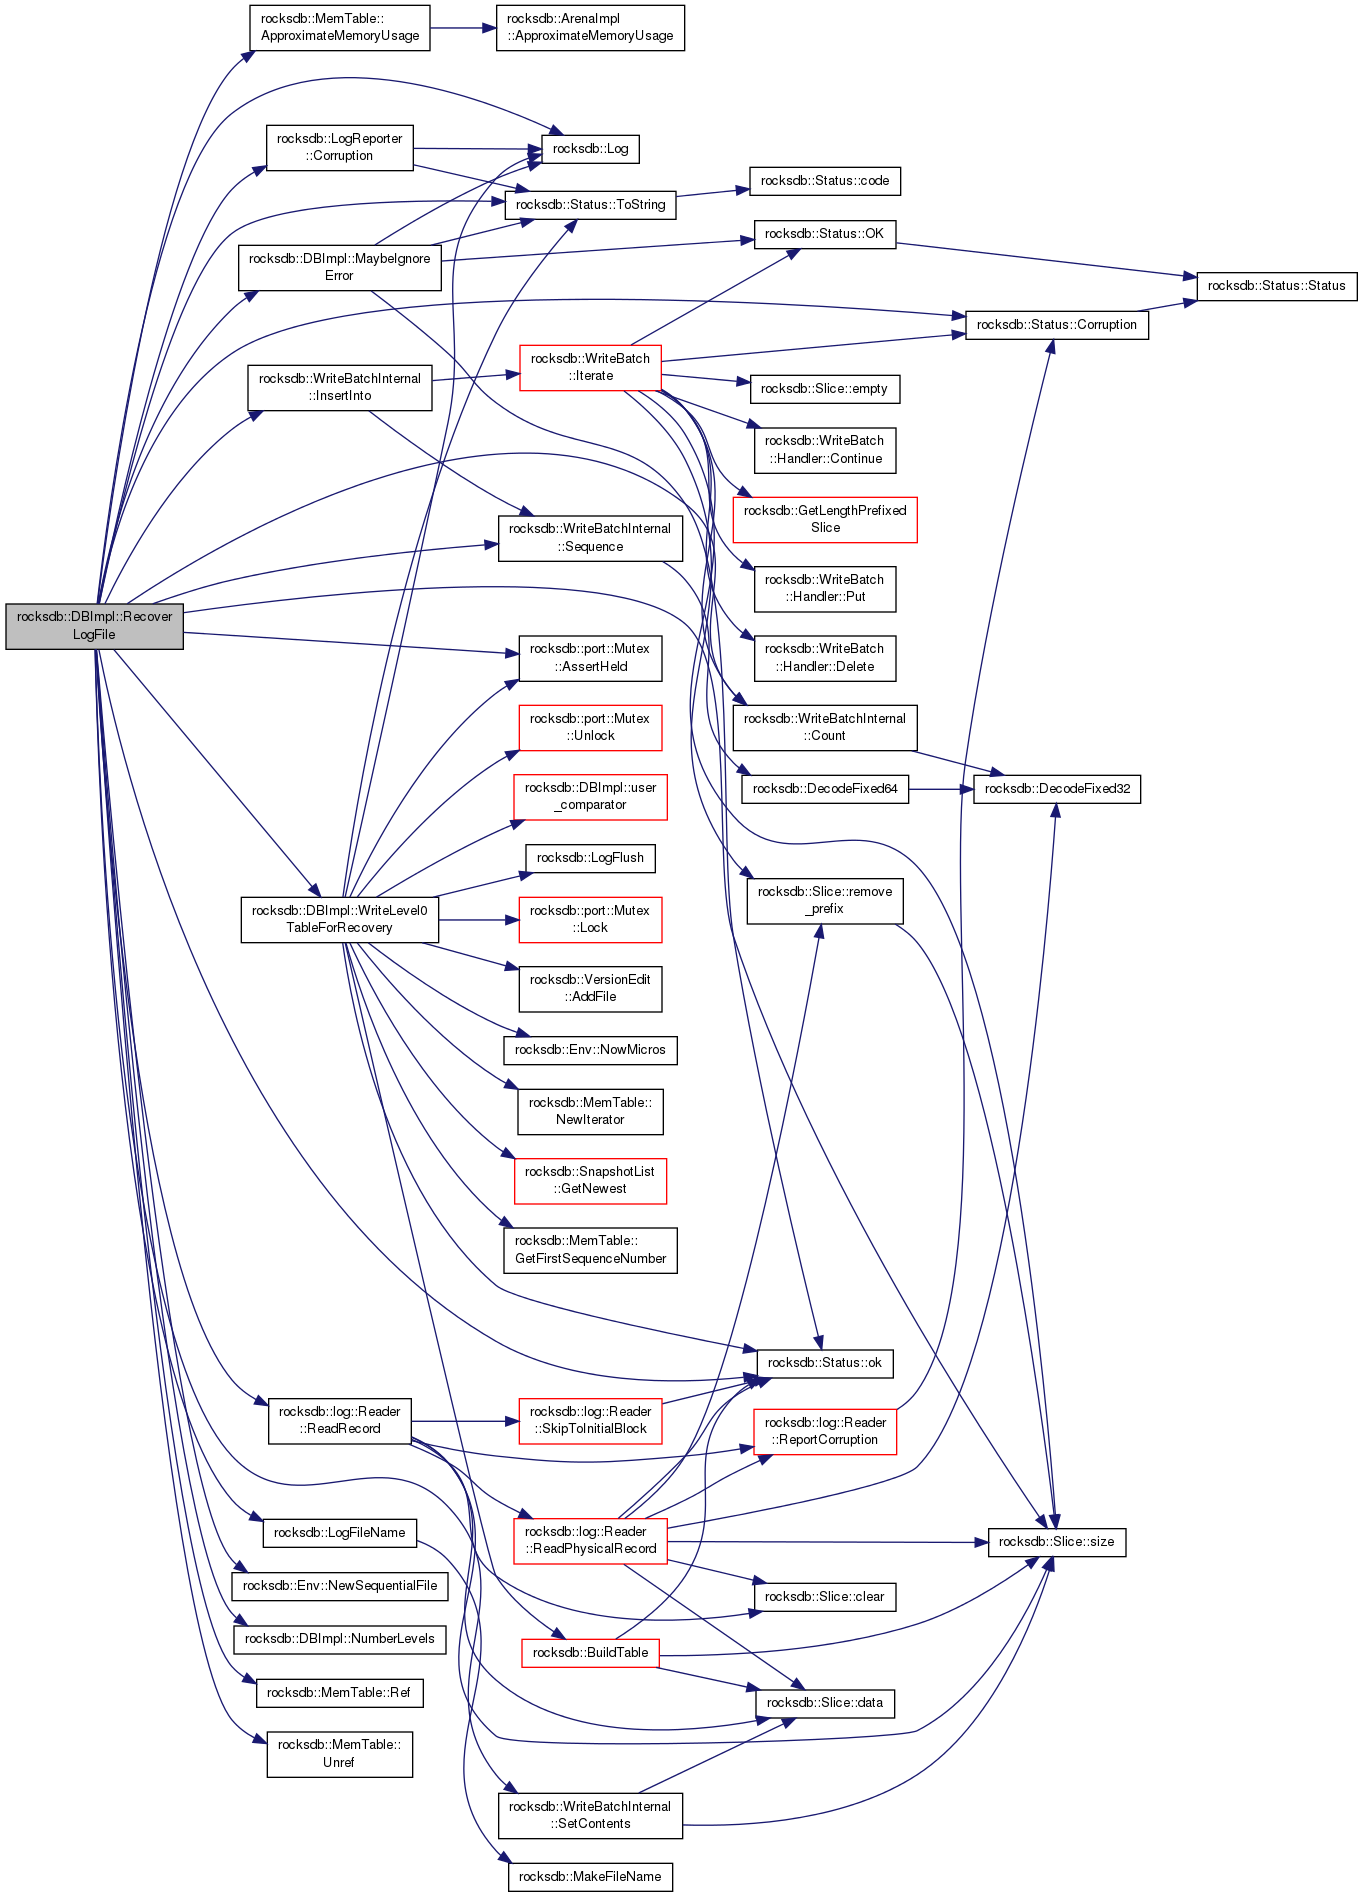 rocksdb::MemTable::
ApproximateMemoryUsage
rocksdb::ArenaImpl
::ApproximateMemoryUsage
rocksdb::LogReporter
::Corruption
rocksdb::Log
rocksdb::Status::ToString
rocksdb::Status::code
rocksdb::DBImpl::MaybeIgnore
Error
rocksdb::Status::OK
rocksdb::Status::Status
rocksdb::Status::Corruption
rocksdb::WriteBatchInternal
::InsertInto
rocksdb::WriteBatch
::Iterate
rocksdb::Slice::empty
rocksdb::WriteBatch
::Handler::Continue
rocksdb::GetLengthPrefixed
Slice
rocksdb::WriteBatchInternal
::Sequence
rocksdb::WriteBatch
::Handler::Put
rocksdb::DBImpl::Recover
LogFile
rocksdb::port::Mutex
::AssertHeld
rocksdb::WriteBatch
::Handler::Delete
rocksdb::port::Mutex
::Unlock
rocksdb::WriteBatchInternal
::Count
rocksdb::DBImpl::user
_comparator
rocksdb::DecodeFixed64
rocksdb::DecodeFixed32
rocksdb::LogFlush
rocksdb::DBImpl::WriteLevel0
TableForRecovery
rocksdb::port::Mutex
::Lock
rocksdb::Slice::remove
_prefix
rocksdb::VersionEdit
::AddFile
rocksdb::Env::NowMicros
rocksdb::MemTable::
NewIterator
rocksdb::SnapshotList
::GetNewest
rocksdb::MemTable::
GetFirstSequenceNumber
rocksdb::Status::ok
rocksdb::log::Reader
::ReadRecord
rocksdb::log::Reader
::SkipToInitialBlock
rocksdb::log::Reader
::ReportCorruption
rocksdb::LogFileName
rocksdb::log::Reader
::ReadPhysicalRecord
rocksdb::Slice::size
rocksdb::Env::NewSequentialFile
rocksdb::Slice::clear
rocksdb::DBImpl::NumberLevels
rocksdb::BuildTable
rocksdb::MemTable::Ref
rocksdb::Slice::data
rocksdb::MemTable::
Unref
rocksdb::WriteBatchInternal
::SetContents
rocksdb::MakeFileName